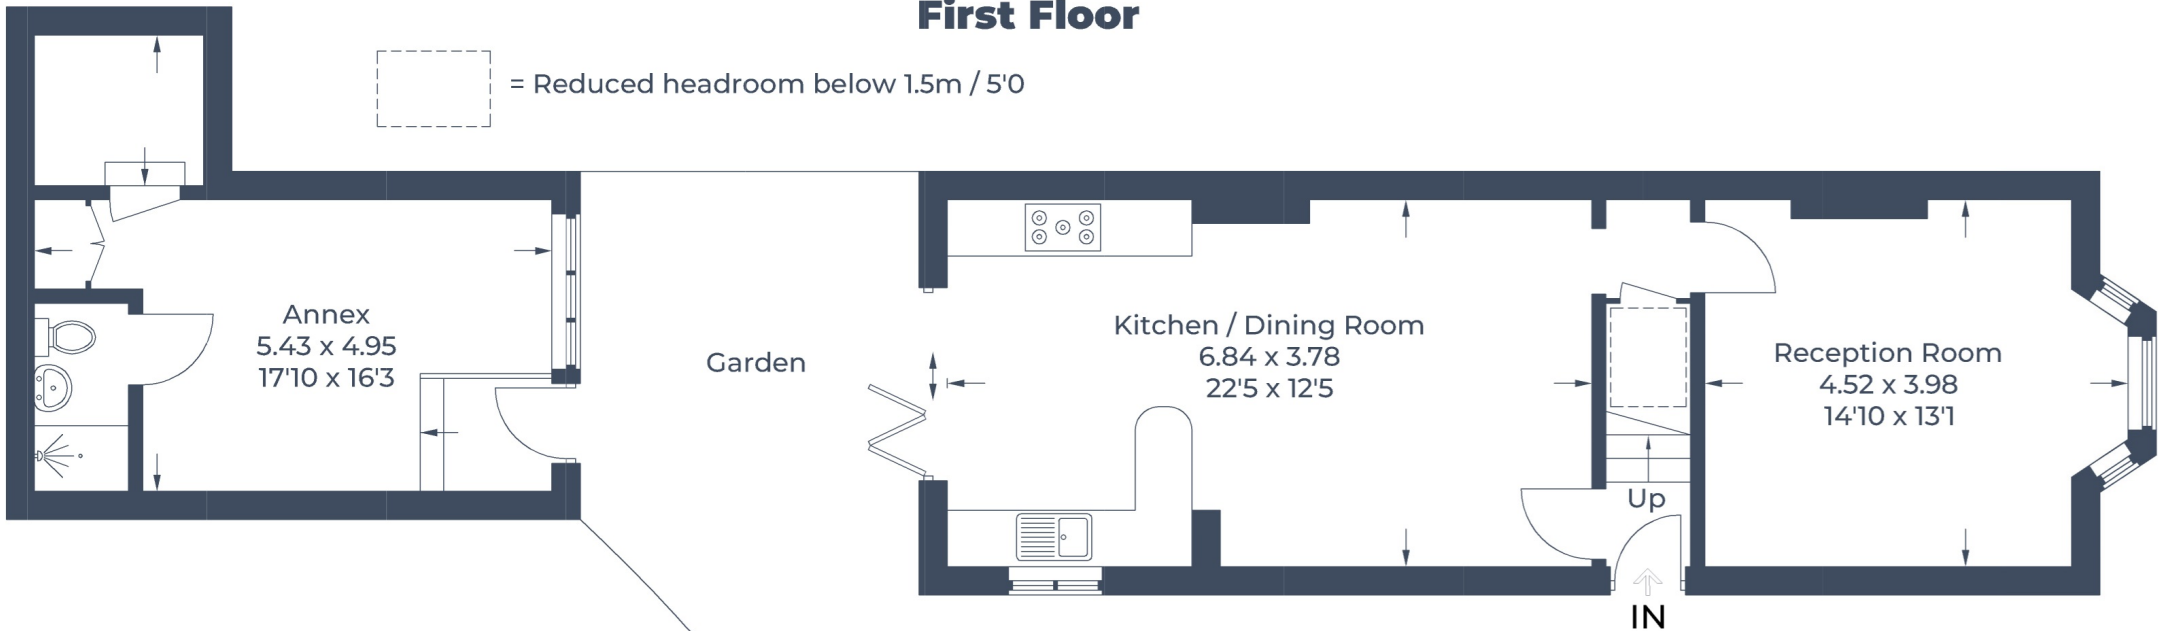 First Floor
= Reduced headroom below 1.5m / 5'0
Annex
5.43 x 4.95
17'10 x 16'3
Garden
Kitchen / Dining Room
6.84 x 3.78
22'5 x 12'5
Up
IN
Reception Room
4.52 x 3.98
14'10 x 13'1